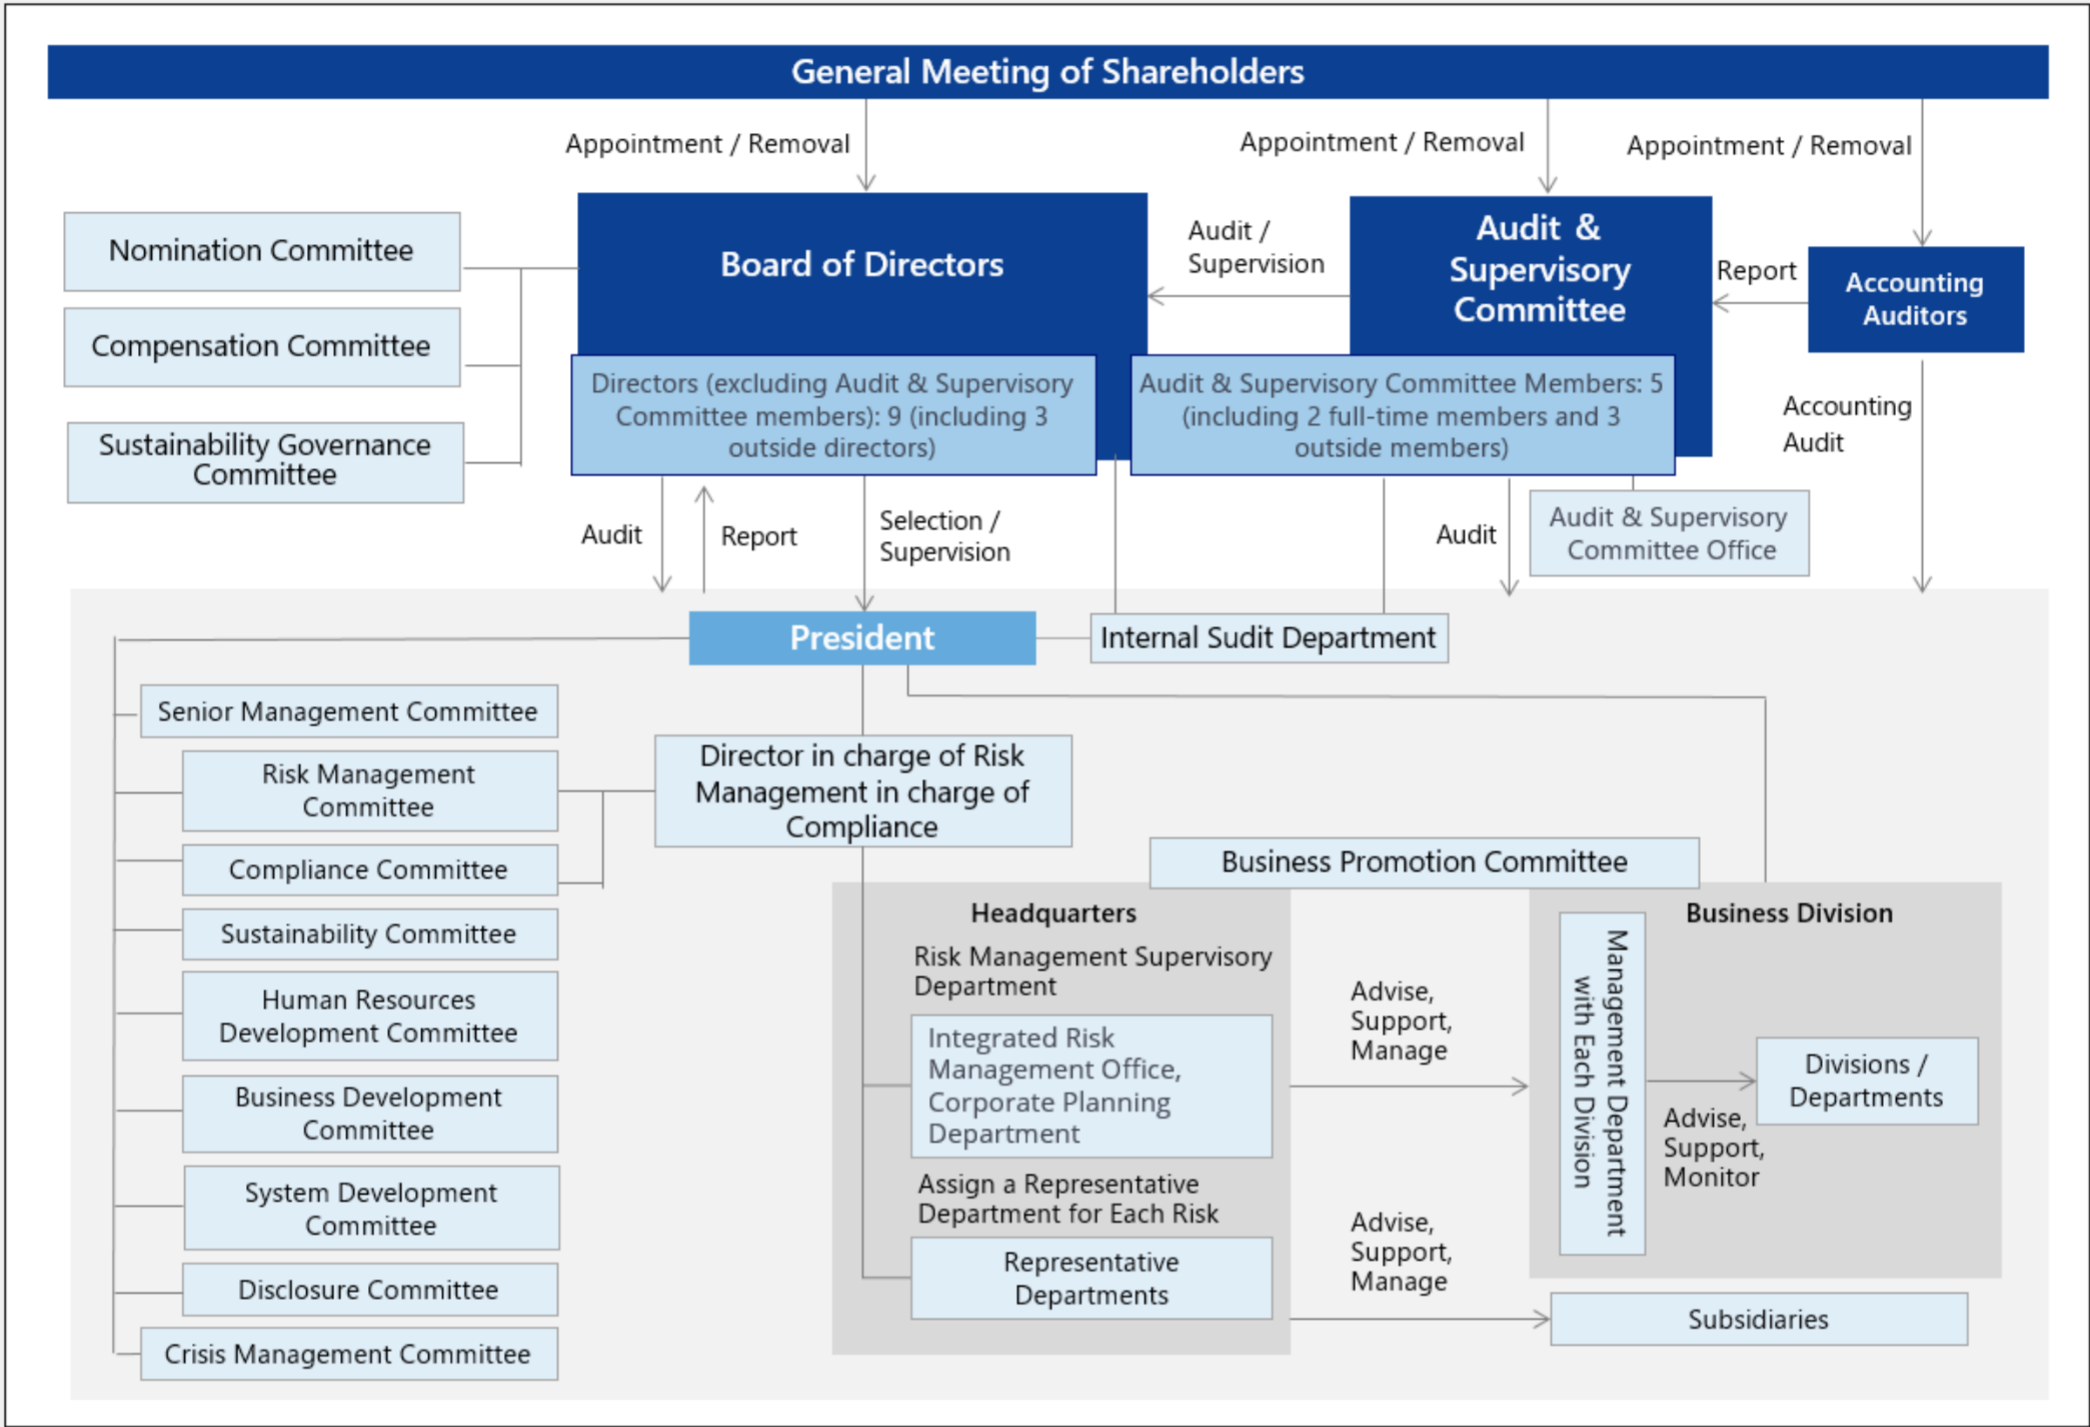 General Meeting of Shareholders
Appointment / Removal
Appointment / Removal
Appointment / Removal
Nomination Committee
Compensation Committee
Sustainability Governance
Committee
Board of Directors
Directors (excluding Audit & Supervisory
Committee members): 9 (including 3
outside directors)
Audit /
Supervision
Audit &
Supervisory
Committee
Audit & Supervisory Committee Members: 5
(including 2 full-time members and 3
outside members)
Report
Accounting
Auditors
Accounting
Audit
Audit
Report
Selection /
Supervision
Audit
Audit & Supervisory
Committee Office
President
Internal Sudit Department
Senior Management Committee
Risk Management
Committee
Compliance Committee
Sustainability Committee
Human Resources
Development Committee
Business Development
Committee
System Development
Committee
Disclosure Committee
Crisis Management Committee
Director in charge of Risk
Management in charge of
Compliance
Business Promotion Committee
Headquarters
Risk Management Supervisory
Department
Integrated Risk
Management Office,
Corporate Planning
Department
Assign a Representative
Department for Each Risk
Representative
Departments
Advise,
Support,
Manage
Advise,
Support,
Manage
Business Division
Management Department
with Each Division
Advise,
Support,
Monitor
Divisions /
Departments
Subsidiaries